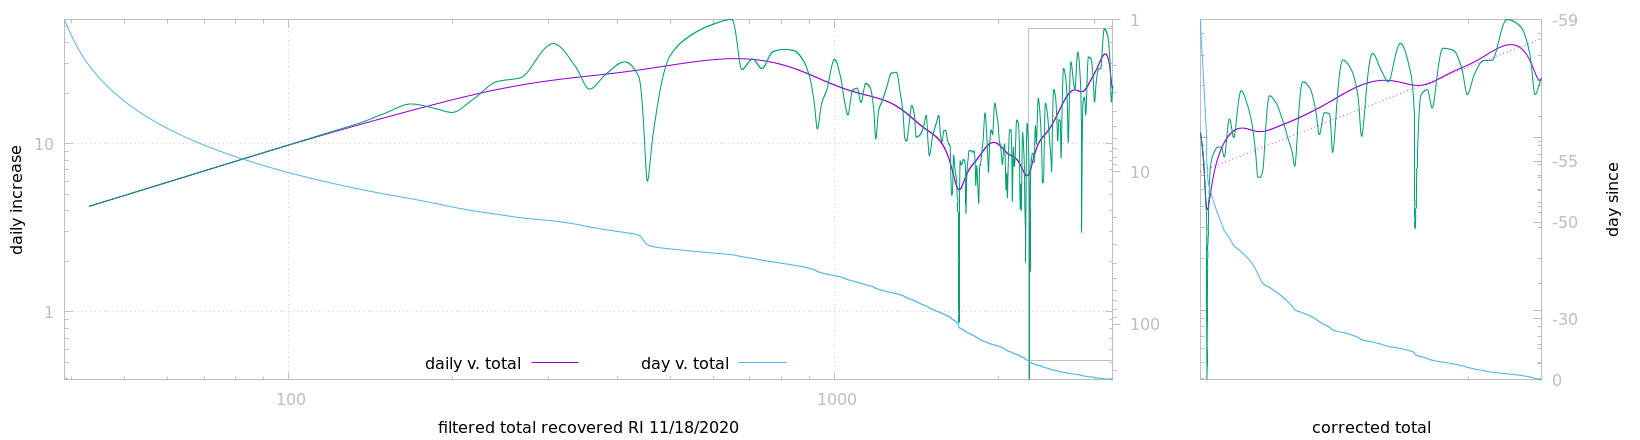 10
1
daily increase
daily v. total
day v. total
100
1000
filtered total recovered RI 11/18/2020
1
10
100
-59
-55
-50
-30
0
day since
corrected total